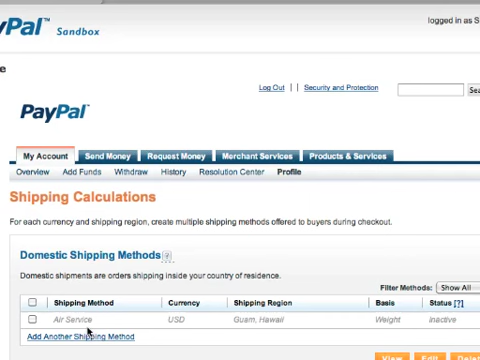 PayPal™ Sandbox
logged in as S
e
Log Out | | Security and Protection
Sea
PayPal
My Account Send Money Request Money Merchant Services Products & Services
Overview Add Funds Withdraw History Resolution Center Profile
Shipping Calculations
For each currency and shipping region, create multiple shipping methods offered to buyers during checkout.
Domestic Shipping Methods ?
Domestic shipments are orders shipping inside your country of residence.
Filter Methods: Show All
Shipping Method Currency Shipping Region Basis Status [?]
Air Service USD Guam, Hawaii Weight Inactive
Add Another Shipping Method
View Edit Delet